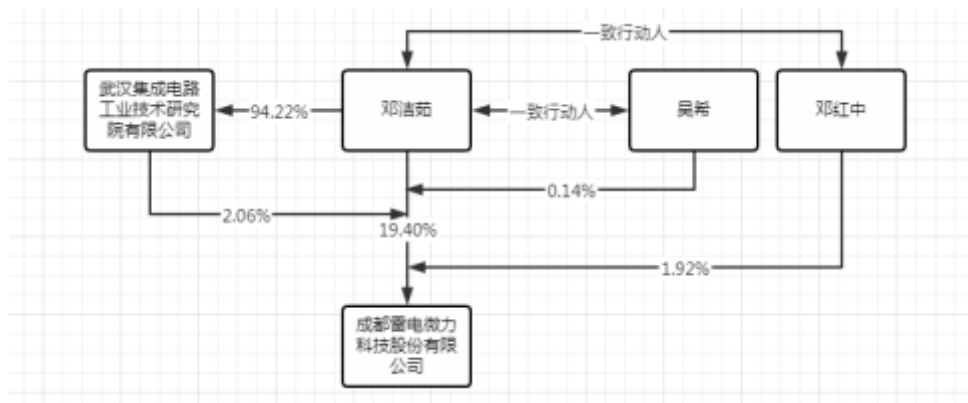 一致行动人
武汉集成电路
工业技术研究
院有限公司
94.22%
邓洁茹
一致行动人
吴希
邓红中
0.14%
2.06%
19.40%
1.92%
成都雷电微力
科技股份有限
公司